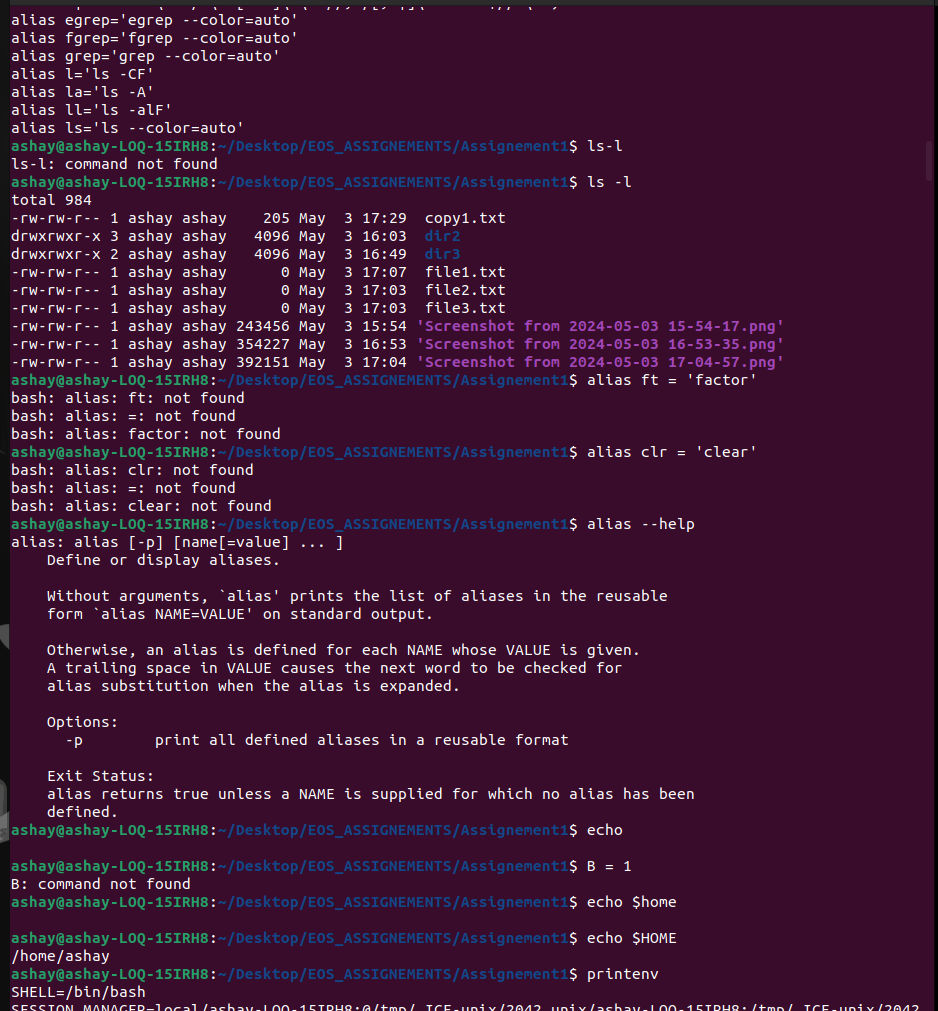 alias egrep='egrep --color=auto'
alias fgrep='fgrep --color=auto'
alias grep='grep --color=auto'
alias l='ls -CF'
alias la='ls -A'
alias ll='ls -alF'
alias ls='ls --color=auto'
ashay@ashay-LOQ-15IRH8:~/Desktop/EOS_ASSIGNEMENTS/Assignement1$ ls-l
ls-l: command not found
ashay@ashay-LOQ-15IRH8:~/Desktop/EOS_ASSIGNEMENTS/Assignement1$ ls -l
total 984
-rw-rw-r-- 1 ashay ashay    205 May  3 17:29  copy1.txt
drwxrwxr-x 3 ashay ashay   4096 May  3 16:03  dir2
drwxrwxr-x 2 ashay ashay   4096 May  3 16:49  dir3
-rw-rw-r-- 1 ashay ashay      0 May  3 17:07  file1.txt
-rw-rw-r-- 1 ashay ashay      0 May  3 17:03  file2.txt
-rw-rw-r-- 1 ashay ashay      0 May  3 17:03  file3.txt
-rw-rw-r-- 1 ashay ashay 243456 May  3 15:54 'Screenshot from 2024-05-03 15-54-17.png'
-rw-rw-r-- 1 ashay ashay 354227 May  3 16:53 'Screenshot from 2024-05-03 16-53-35.png'
-rw-rw-r-- 1 ashay ashay 392151 May  3 17:04 'Screenshot from 2024-05-03 17-04-57.png'
ashay@ashay-LOQ-15IRH8:~/Desktop/EOS_ASSIGNEMENTS/Assignement1$ alias ft = 'factor'
bash: alias: ft: not found
bash: alias: =: not found
bash: alias: factor: not found
ashay@ashay-LOQ-15IRH8:~/Desktop/EOS_ASSIGNEMENTS/Assignement1$ alias clr = 'clear'
bash: alias: clr: not found
bash: alias: =: not found
bash: alias: clear: not found
ashay@ashay-LOQ-15IRH8:~/Desktop/EOS_ASSIGNEMENTS/Assignement1$ alias --help
alias: alias [-p] [name[=value] ... ]
    Define or display aliases.
    Without arguments, `alias' prints the list of aliases in the reusable
    form `alias NAME=VALUE' on standard output.
    Otherwise, an alias is defined for each NAME whose VALUE is given.
    A trailing space in VALUE causes the next word to be checked for
    alias substitution when the alias is expanded.
    Options:
      -p        print all defined aliases in a reusable format
    Exit Status:
    alias returns true unless a NAME is supplied for which no alias has been
    defined.
ashay@ashay-LOQ-15IRH8:~/Desktop/EOS_ASSIGNEMENTS/Assignement1$ echo
ashay@ashay-LOQ-15IRH8:~/Desktop/EOS_ASSIGNEMENTS/Assignement1$ B = 1
B: command not found
ashay@ashay-LOQ-15IRH8:~/Desktop/EOS_ASSIGNEMENTS/Assignement1$ echo $home
ashay@ashay-LOQ-15IRH8:~/Desktop/EOS_ASSIGNEMENTS/Assignement1$ echo $HOME
/home/ashay
ashay@ashay-LOQ-15IRH8:~/Desktop/EOS_ASSIGNEMENTS/Assignement1$ printenv
SHELL=/bin/bash
SESSION_MANAGER=local/ashay-LOQ-15IRH8:@/tmp/.ICE-unix/2042,unix/ashay-LOQ-15IRH8:/tmp/.ICE-unix/2042